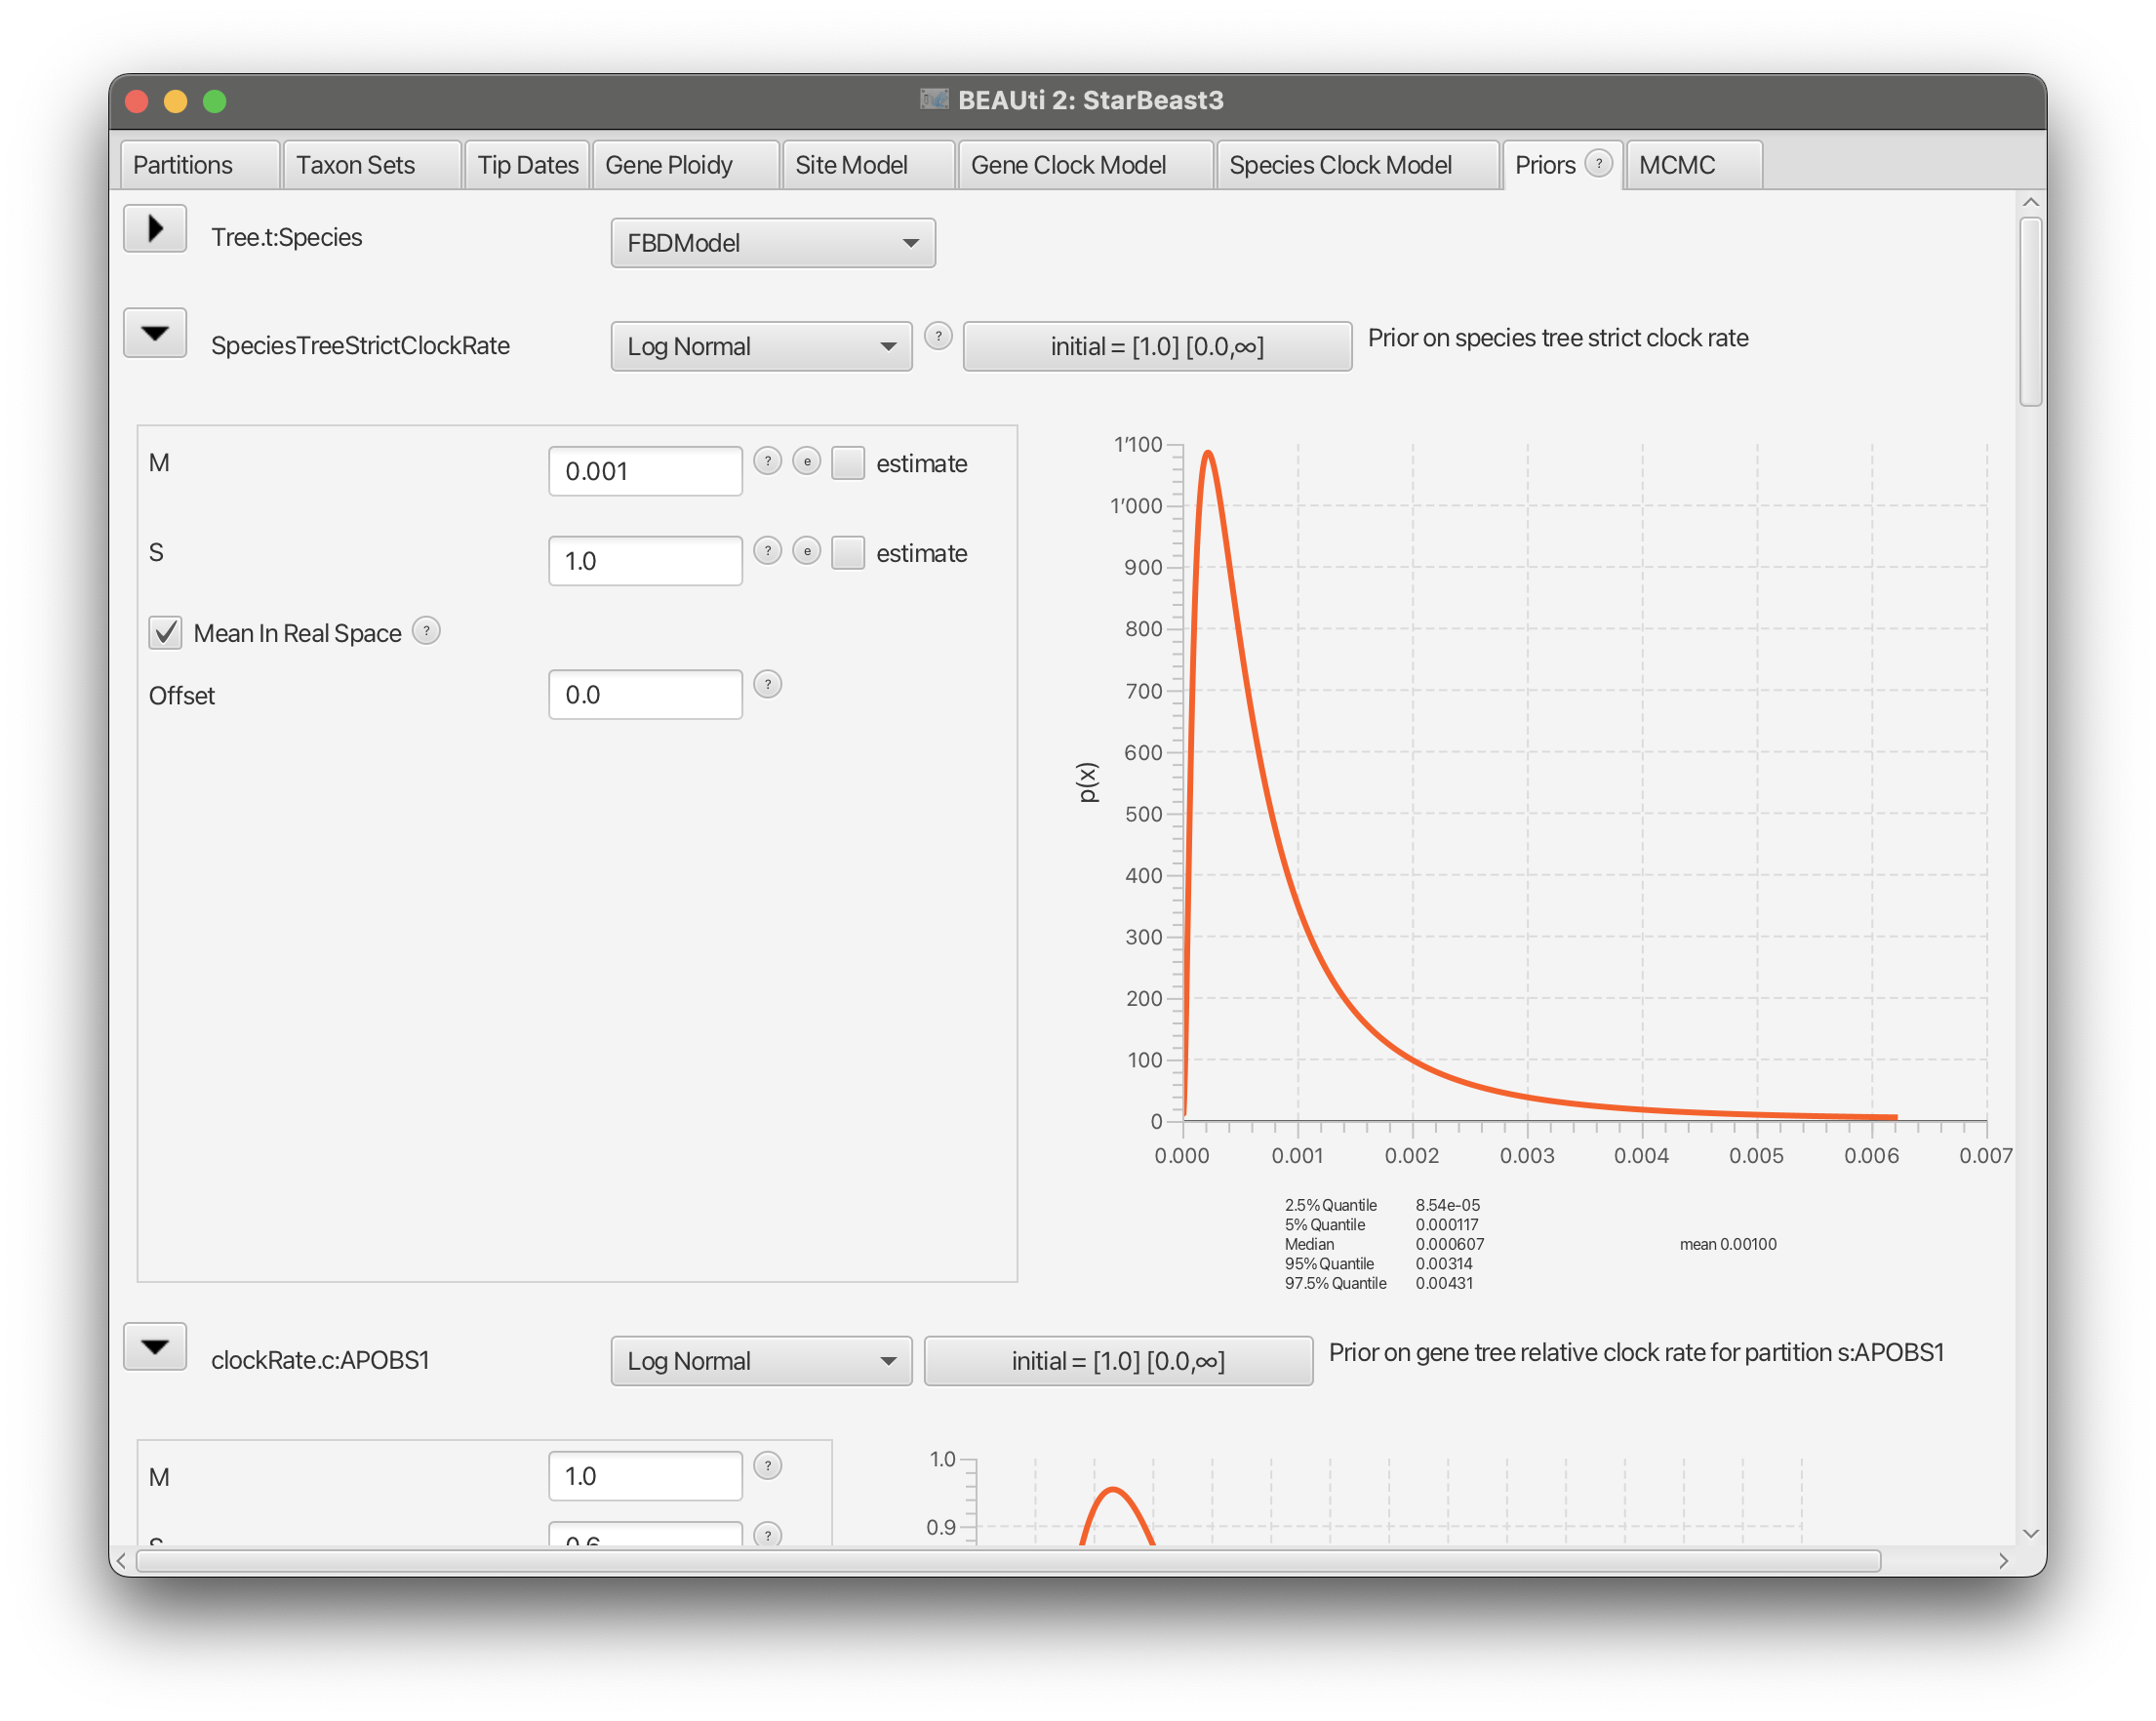 BEAUti 2: StarBeast3
Partitions Taxon Sets Tip Dates Gene Ploidy Site Model Gene Clock Model Species Clock Model Priors ? MCMC
Tree.t:Species FBDModel
SpeciesTreeStrictClockRate Log Normal ? initial = [1.0] [0.0,∞] Prior on species tree strict clock rate
M 0.001 ? e estimate
S 1.0 ? e estimate
Mean In Real Space ?
Offset 0.0 ?
p(x)
1'100
1'000
900
800
700
600
500
400
300
200
100
0
0.000 0.001 0.002 0.003 0.004 0.005 0.006 0.007
2.5% Quantile 8.54e-05
5% Quantile 0.000117
Median 0.000607 mean 0.00100
95% Quantile 0.00314
97.5% Quantile 0.00431
clockRate.c:APOBS1 Log Normal initial = [1.0] [0.0,∞] Prior on gene tree relative clock rate for partition s:APOBS1
M 1.0 ?
1.0
S 0.6 ?
0.9